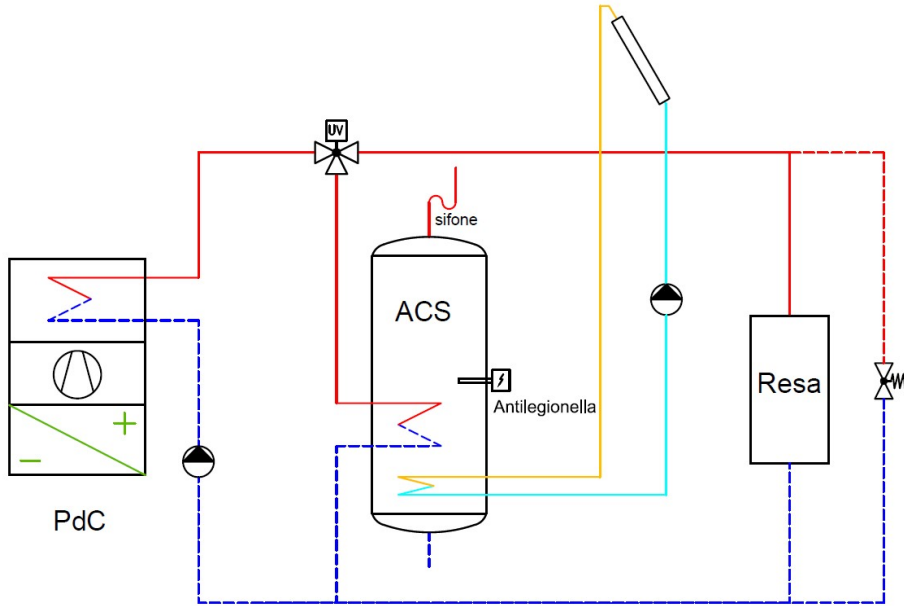 UV
sifone
ACS
Resa
Antilegionella
+
−
PdC